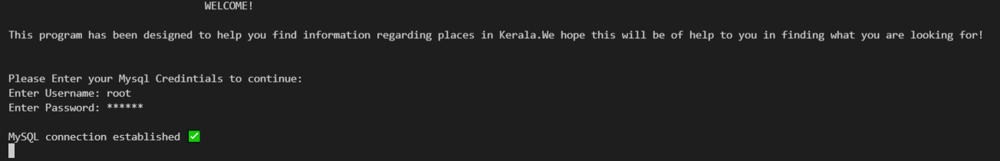 WELCOME!
This program has been designed to help you find information regarding places in Kerala.We hope this will be of help to you in finding what you are looking for!
Please Enter your Mysql Credintials to continue:
Enter Username: root
Enter Password: ******
MySQL connection established ✅